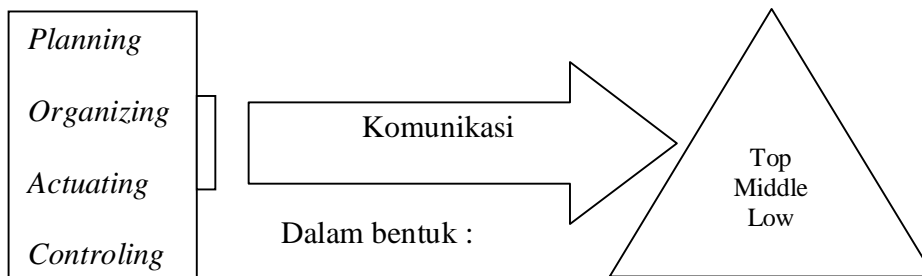 Planning
Organizing
Actuating
Controling
Komunikasi
Dalam bentuk :
Top
Middle
Low